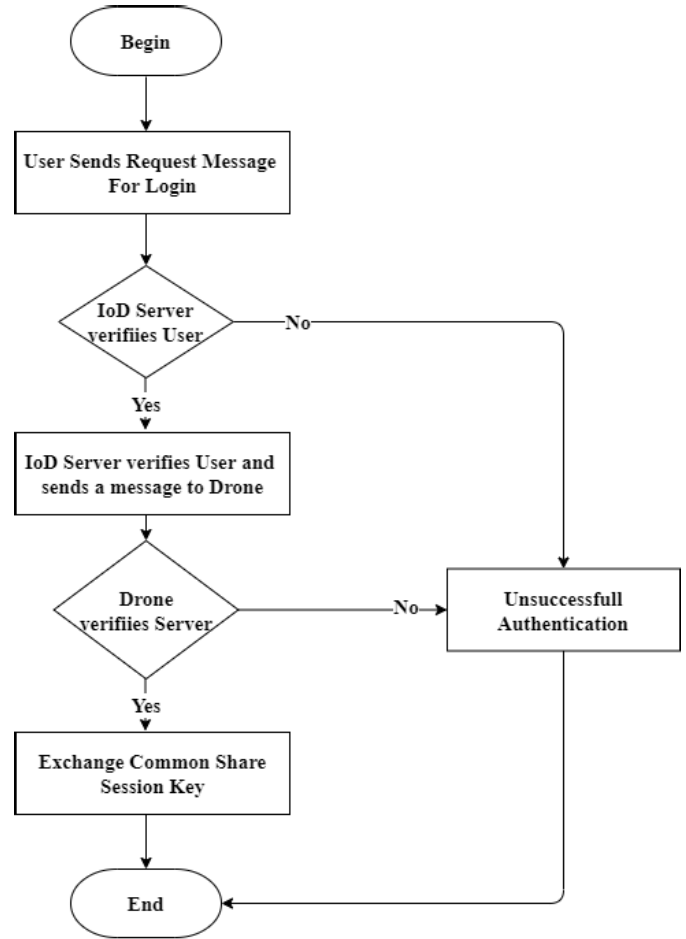 Begin
User Sends Request Message
For Login
IoD Server
verifiies User
No
Yes
IoD Server verifies User and
sends a message to Drone
Drone
verifiies Server
No
Unsuccessfull
Authentication
Yes
Exchange Common Share
Session Key
End